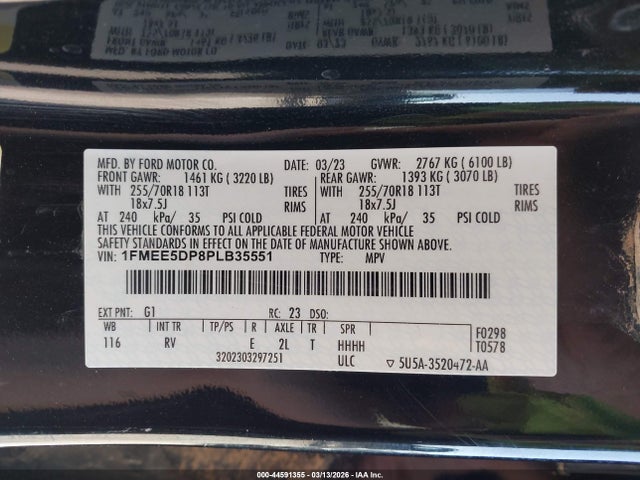 MFD. BY FORD MOTOR CO. DATE: 03/23 GVWR: 2767 KG ( 6100 LB)
FRONT GAWR: 1461 KG ( 3220 LB) REAR GAWR: 1393 KG ( 3070 LB)
WITH 255/70R18 113T TIRES 255/70R18 113T TIRES
18x7.5J RIMS 18x7.5J RIMS
AT 240 kPa/ 35 PSI COLD AT 240 kPa/ 35 PSI COLD
THIS VEHICLE CONFORMS TO ALL APPLICABLE FEDERAL MOTOR VEHICLE
SAFETY STANDARDS IN EFFECT ON THE DATE OF MANUFACTURE SHOWN ABOVE.
VIN: 1FMEE5DP8PLB35551 TYPE: MPV
EXT PNT: G1 RC: 23 DSO:
WB INT TR TP/PS R AXLE TR SPR F0298
116 RV E 2L T HHHH T0578
3202303297251 ULC ▽ 5U5A-3520472-AA
000-44591355 - 03/13/2026 - IAA Inc.